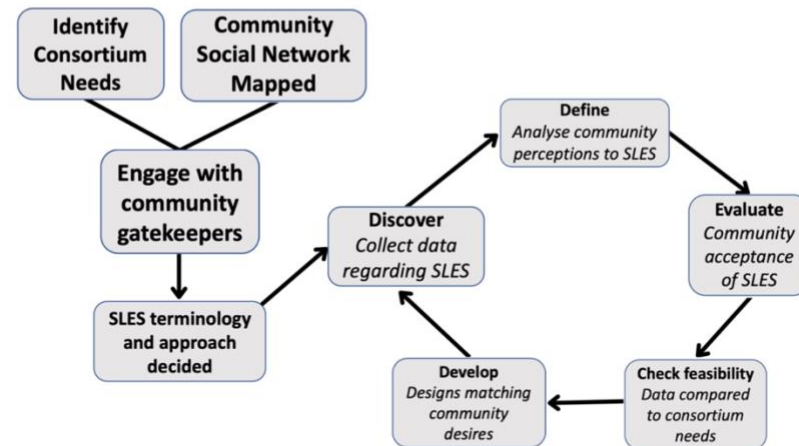 Identify
Consortium
Needs
Community
Social Network
Mapped
Engage with
community
gatekeepers
SLES terminology
and approach
decided
Discover
Collect data
regarding SLES
Define
Analyse community
perceptions to SLES
Evaluate
Community
acceptance
of SLES
Check feasibility
Data compared
to consortium
needs
Develop
Designs matching
community
desires